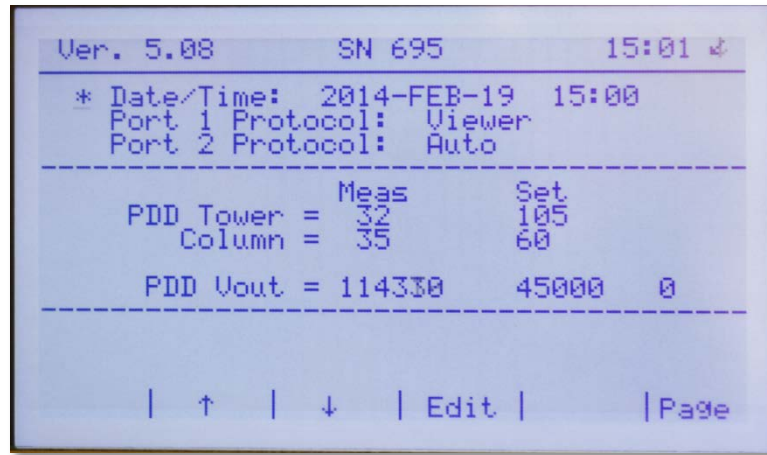 Ver. 5.08 SN 695 15:01
* Date/Time: 2014-FEB-19 15:00
Port 1 Protocol: Viewer
Port 2 Protocol: Auto
Meas Set
PDD Tower = 32 105
Column = 35 60
PDD Vout = 114330 45000 0
| ↑ | ↓ | Edit | | Page